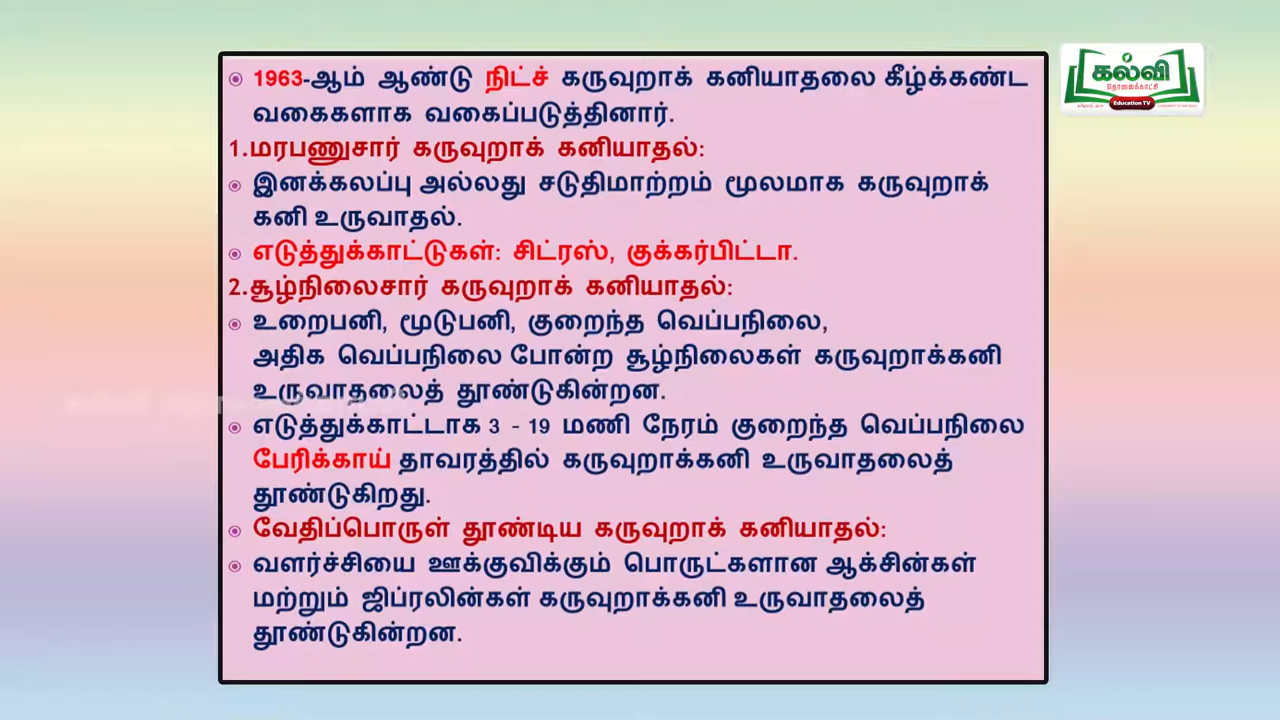 1963-ஆம் ஆண்டு நிட்ச் கருவுறாக் கனியாதலை கீழ்க்கண்ட
வகைகளாக வகைப்படுத்தினார்.
1.மரபணுசார் கருவுறாக் கனியாதல்:
இனக்கலப்பு அல்லது சடுதிமாற்றம் மூலமாக கருவுறாக்
கனி உருவாதல்.
எடுத்துக்காட்டுகள்: சிட்ரஸ், குக்கர்பிட்டா.
2.சூழ்நிலைசார் கருவுறாக் கனியாதல்:
உறைபனி, மூடுபனி, குறைந்த வெப்பநிலை,
அதிக வெப்பநிலை போன்ற சூழ்நிலைகள் கருவுறாக்கனி
உருவாதலைத் தூண்டுகின்றன.
எடுத்துக்காட்டாக 3 - 19 மணி நேரம் குறைந்த வெப்பநிலை
பேரிக்காய் தாவரத்தில் கருவுறாக்கனி உருவாதலைத்
தூண்டுகிறது.
வேதிப்பொருள் தூண்டிய கருவுறாக் கனியாதல்:
வளர்ச்சியை ஊக்குவிக்கும் பொருட்களான ஆக்சின்கள்
மற்றும் ஜிப்ரலின்கள் கருவுறாக்கனி உருவாதலைத்
தூண்டுகின்றன.
கல்வி
தொலைக்காட்சி
Education TV